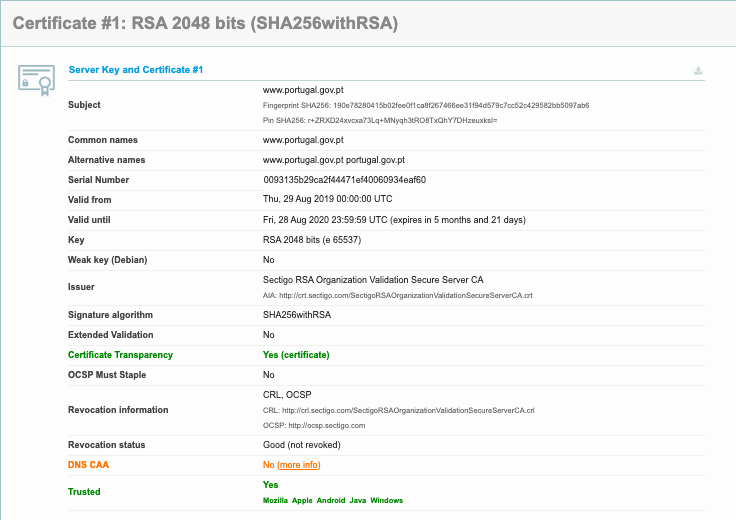 Certificate #1: RSA 2048 bits (SHA256withRSA)
Server Key and Certificate #1
Subject www.portugal.gov.pt
Fingerprint SHA256: 190e78280415b02fee0f1ca8f267466ee31f94d579c7cc52c429582bb5097ab6
Pin SHA256: r+ZRXD24xvcxa73Lq+MNyqh3tRO8TxQhY7DHzeuxksI=
Common names www.portugal.gov.pt
Alternative names www.portugal.gov.pt portugal.gov.pt
Serial Number 0093135b29ca2f44471ef40060934eaf60
Valid from Thu, 29 Aug 2019 00:00:00 UTC
Valid until Fri, 28 Aug 2020 23:59:59 UTC (expires in 5 months and 21 days)
Key RSA 2048 bits (e 65537)
Weak key (Debian) No
Issuer Sectigo RSA Organization Validation Secure Server CA
AIA: http://crt.sectigo.com/SectigoRSAOrganizationValidationSecureServerCA.crt
Signature algorithm SHA256withRSA
Extended Validation No
Certificate Transparency Yes (certificate)
OCSP Must Staple No
Revocation information CRL, OCSP
CRL: http://crl.sectigo.com/SectigoRSAOrganizationValidationSecureServerCA.crl
OCSP: http://ocsp.sectigo.com
Revocation status Good (not revoked)
DNS CAA No (more info)
Trusted Yes
Mozilla Apple Android Java Windows